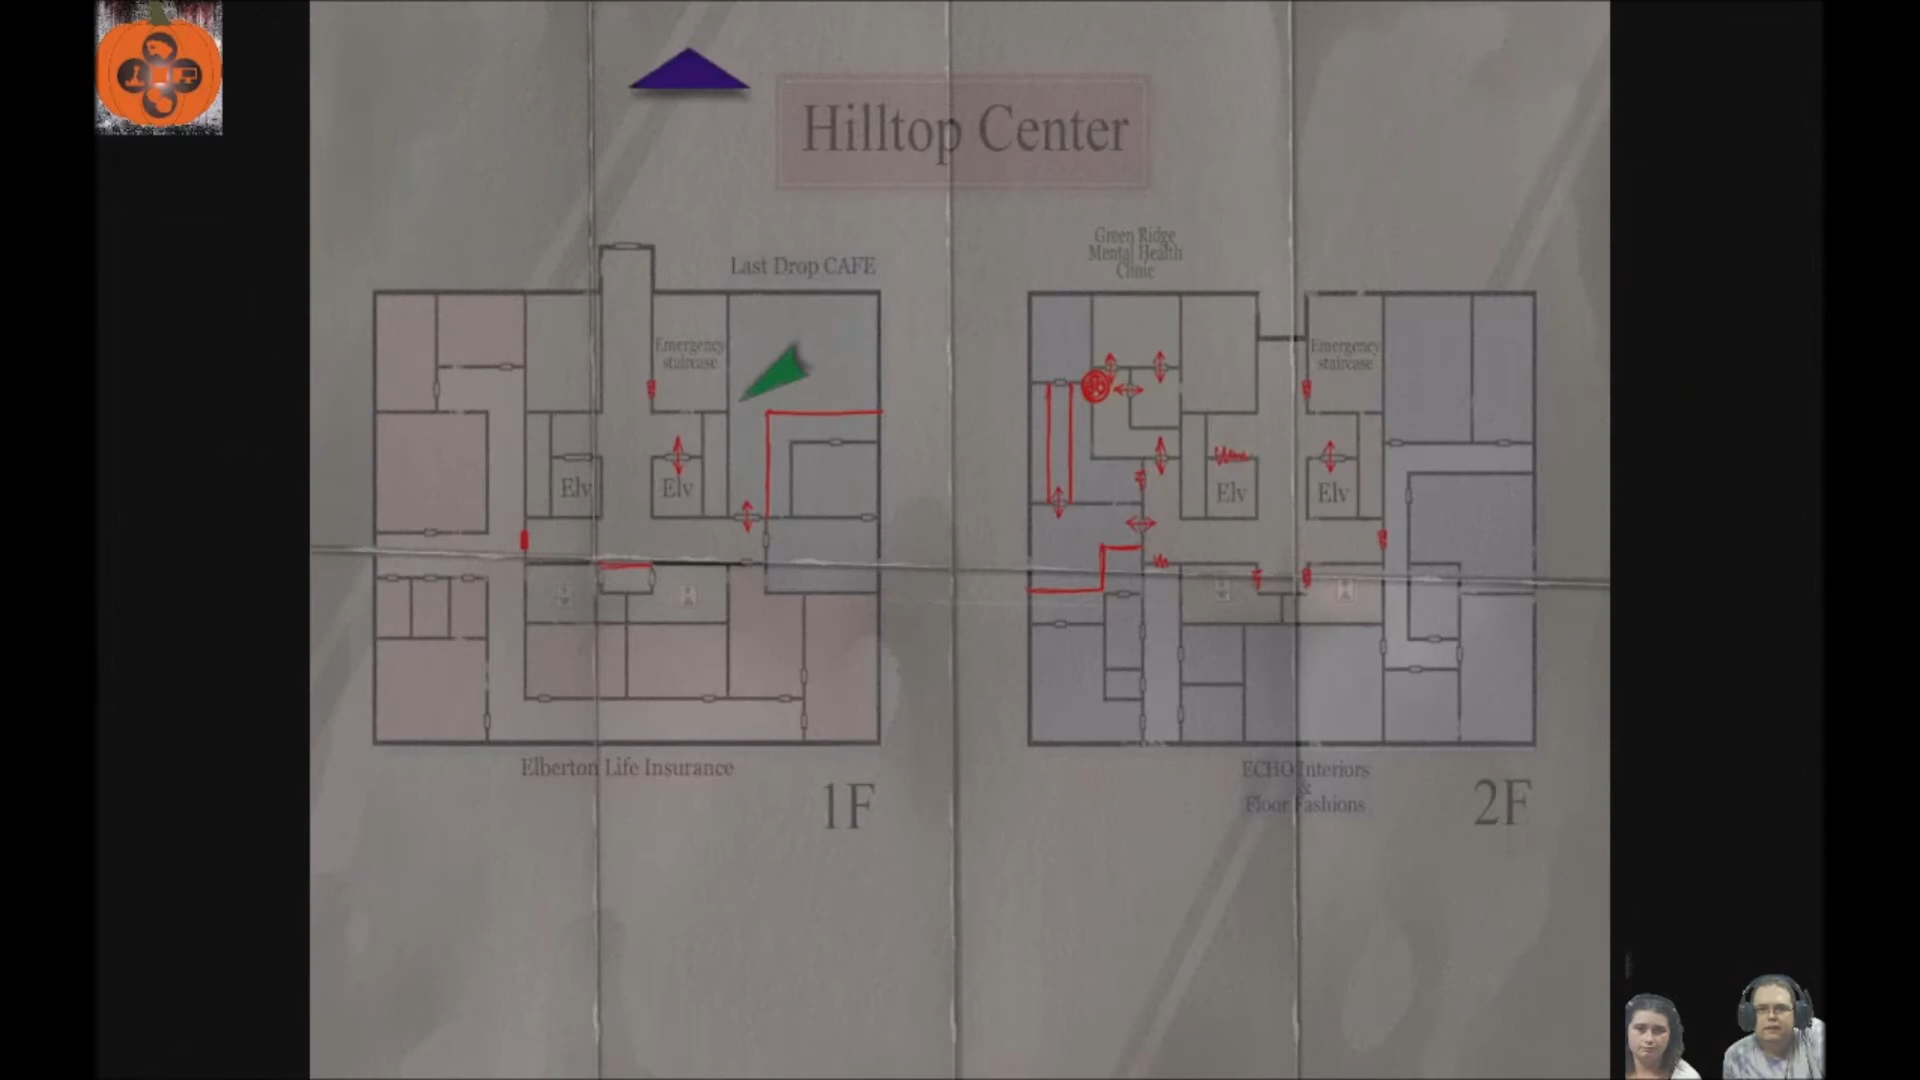 Hilltop Center
Last Drop CAFE
Emergency
staircase
Elv
Elv
Elberton Life Insurance
1F
Green Ridge
Mental Health
Clinic
Emergency
staircase
Elv
Elv
ECHO Interiors
&
Floor Fashions
2F